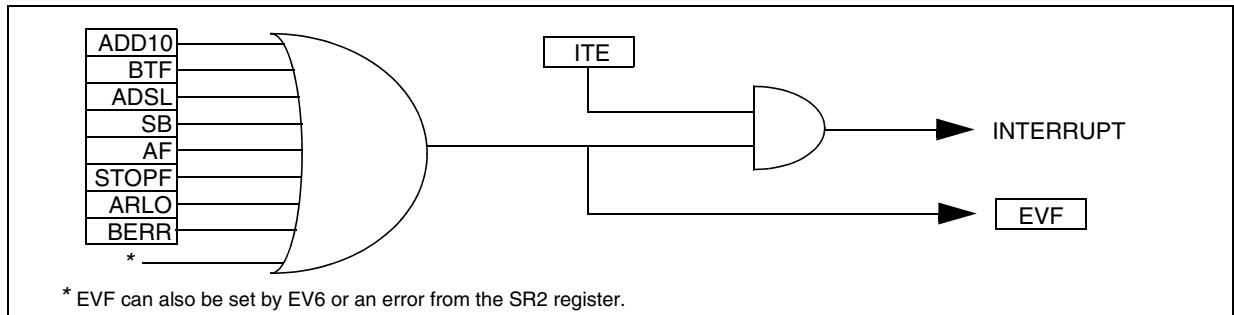 ADD10
BTF
ADSL
SB
AF
STOPF
ARLO
BERR
*
ITE
INTERRUPT
EVF
* EVF can also be set by EV6 or an error from the SR2 register.